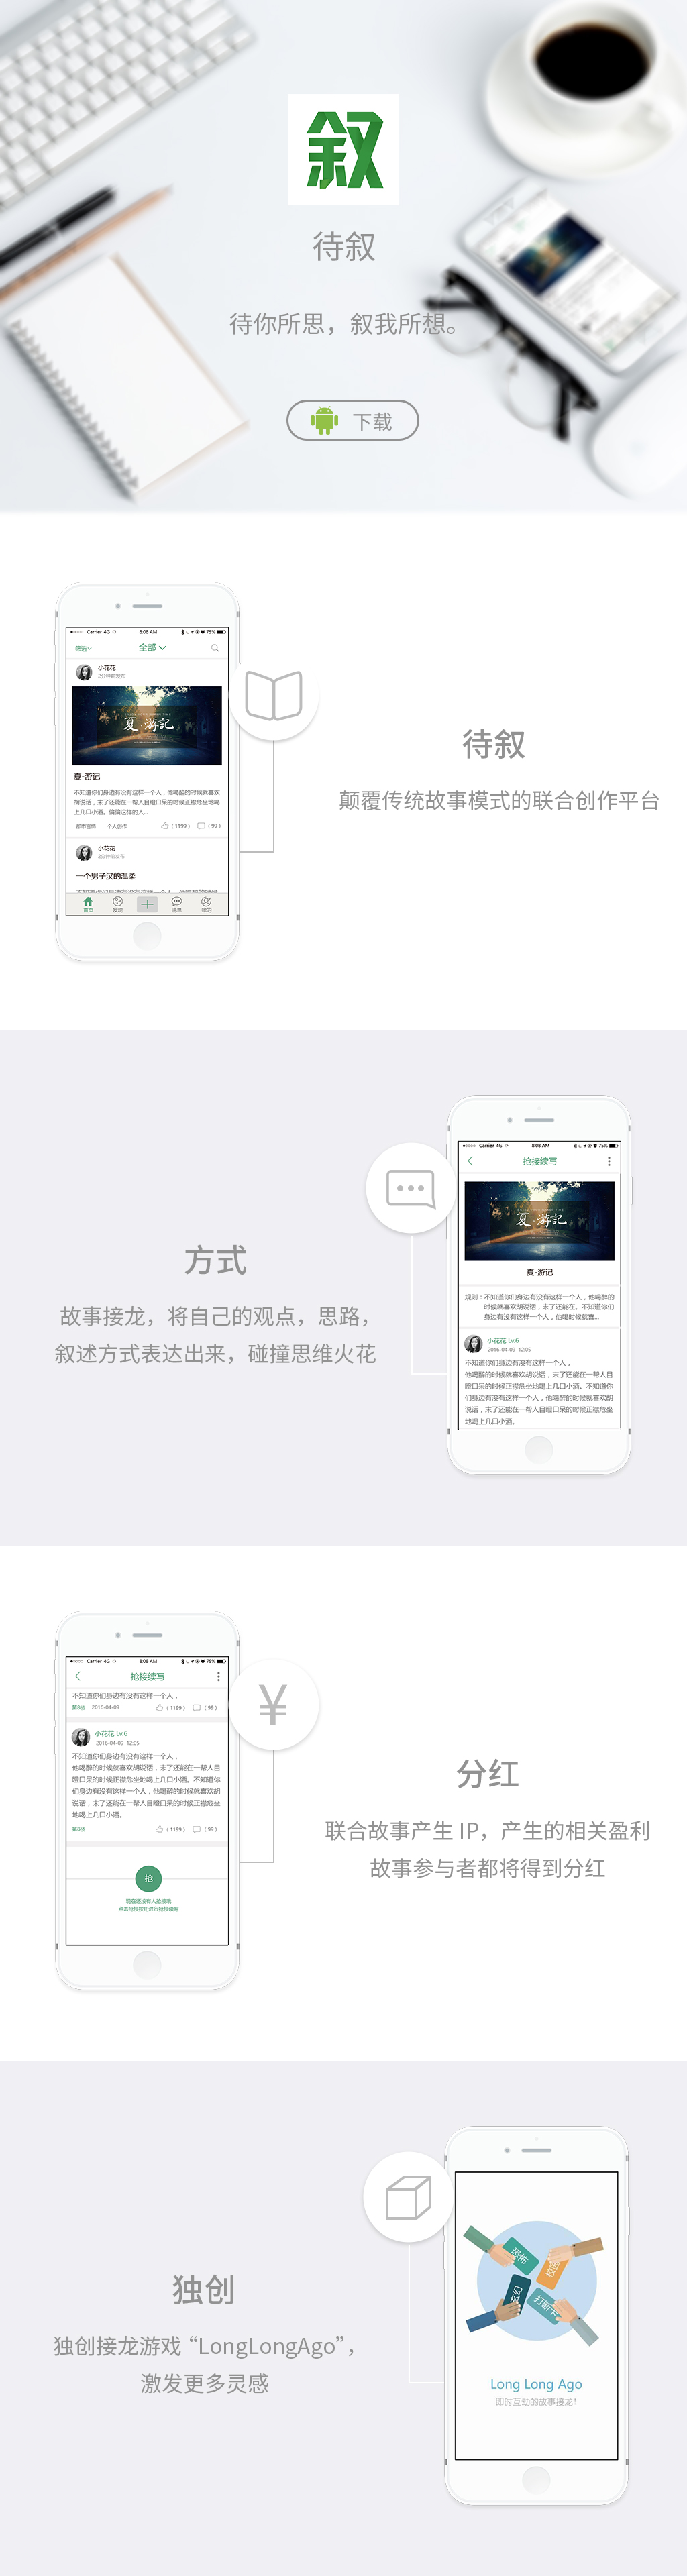 叙
待叙
待你所思，叙我所想。
下载
Carrier 4G
8:08 AM
75%
筛选
全部
小花花
2分钟前发布
夏 游記
夏-游记
不知道你们身边有没有这样一个人，他喝醉的时候就喜欢
胡说话，末了还能在一帮人目瞪口呆的时候正襟危坐地喝
上几口小酒。偏偏这样的人...
都市言情
个人创作
（1199）
（99）
小花花
2分钟前发布
一个男子汉的温柔
首页
发现
消息
我的
待叙
颠覆传统故事模式的联合创作平台
Carrier 4G
8:08 AM
75%
抢接续写
夏 游記
夏-游记
规则：不知道你们身边有没有这样一个人，他喝醉的
时候就喜欢胡说话，末了还能在。不知道你们
身边有没有这样一个人，他喝时候就喜...
小花花 Lv.6
2016-04-09 12:05
不知道你们身边有没有这样一个人，
他喝醉的时候就喜欢胡说话，末了还能在一帮人目
瞪口呆的时候正襟危坐地喝上几口小酒。不知道你
们身边有没有这样一个人，他喝醉的时候就喜欢胡
说话，末了还能在一帮人目瞪口呆的时候正襟危坐
地喝上几口小酒。
方式
故事接龙，将自己的观点，思路，
叙述方式表达出来，碰撞思维火花
Carrier 4G
8:08 AM
75%
抢接续写
不知道你们身边有没有这样一个人，
2016-04-09
（1199）
（99）
小花花 Lv.6
2016-04-09 12:05
不知道你们身边有没有这样一个人，
他喝醉的时候就喜欢胡说话，末了还能在一帮人目
瞪口呆的时候正襟危坐地喝上几口小酒。不知道你
们身边有没有这样一个人，他喝醉的时候就喜欢胡
说话，末了还能在一帮人目瞪口呆的时候正襟危坐
地喝上几口小酒。
（1199）
（99）
抢
现在还没有人抢接哦
点击抢接按钮进行抢接续写
¥
分红
联合故事产生 IP，产生的相关盈利
故事参与者都将得到分红
独创
独创接龙游戏 “LongLongAgo”，
激发更多灵感
恐怖
校园
玄幻
打断卡
Long Long Ago
即时互动的故事接龙！